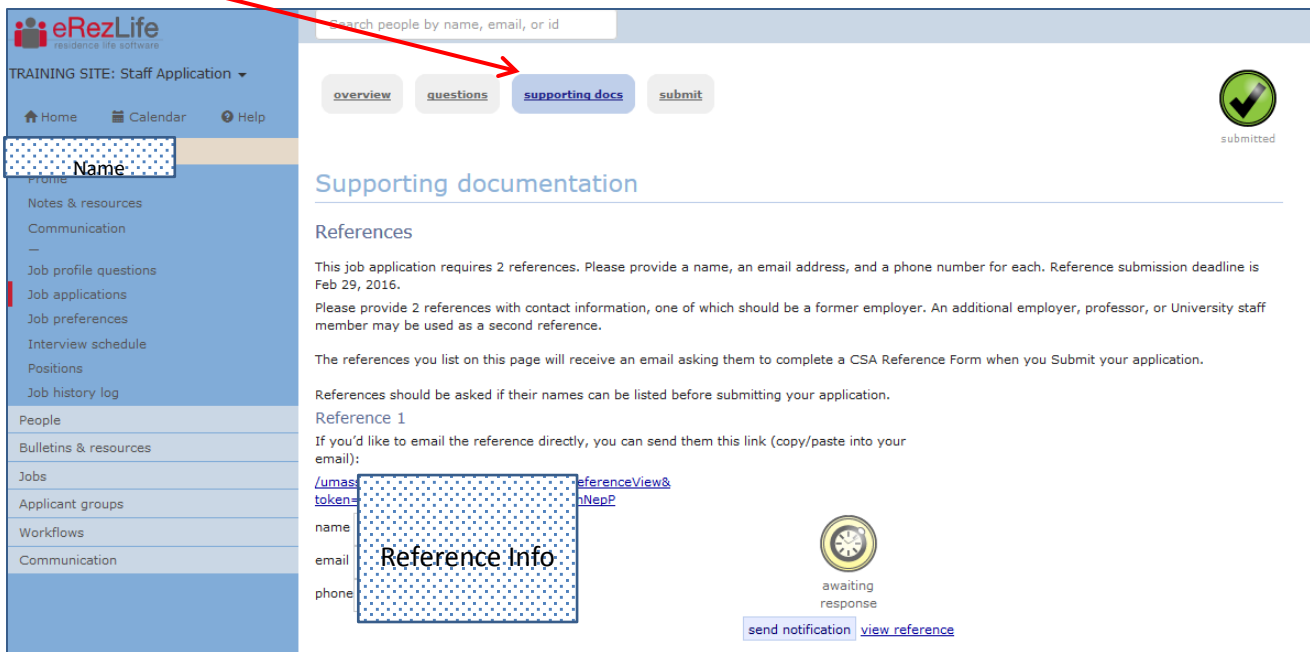 eRezLife
residence life software
Search people by name, email, or id
TRAINING SITE: Staff Application
Home Calendar Help
Name
Profile
Notes & resources
Communication
—
Job profile questions
Job applications
Job preferences
Interview schedule
Positions
Job history log
People
Bulletins & resources
Jobs
Applicant groups
Workflows
Communication
overview questions supporting docs submit
submitted
Supporting documentation
References
This job application requires 2 references. Please provide a name, an email address, and a phone number for each. Reference submission deadline is
Feb 29, 2016.
Please provide 2 references with contact information, one of which should be a former employer. An additional employer, professor, or University staff
member may be used as a second reference.
The references you list on this page will receive an email asking them to complete a CSA Reference Form when you Submit your application.
References should be asked if their names can be listed before submitting your application.
Reference 1
If you'd like to email the reference directly, you can send them this link (copy/paste into your
email):
/umass eferenceView&
token= nNepP
name
email
phone
Reference Info
awaiting
response
send notification view reference